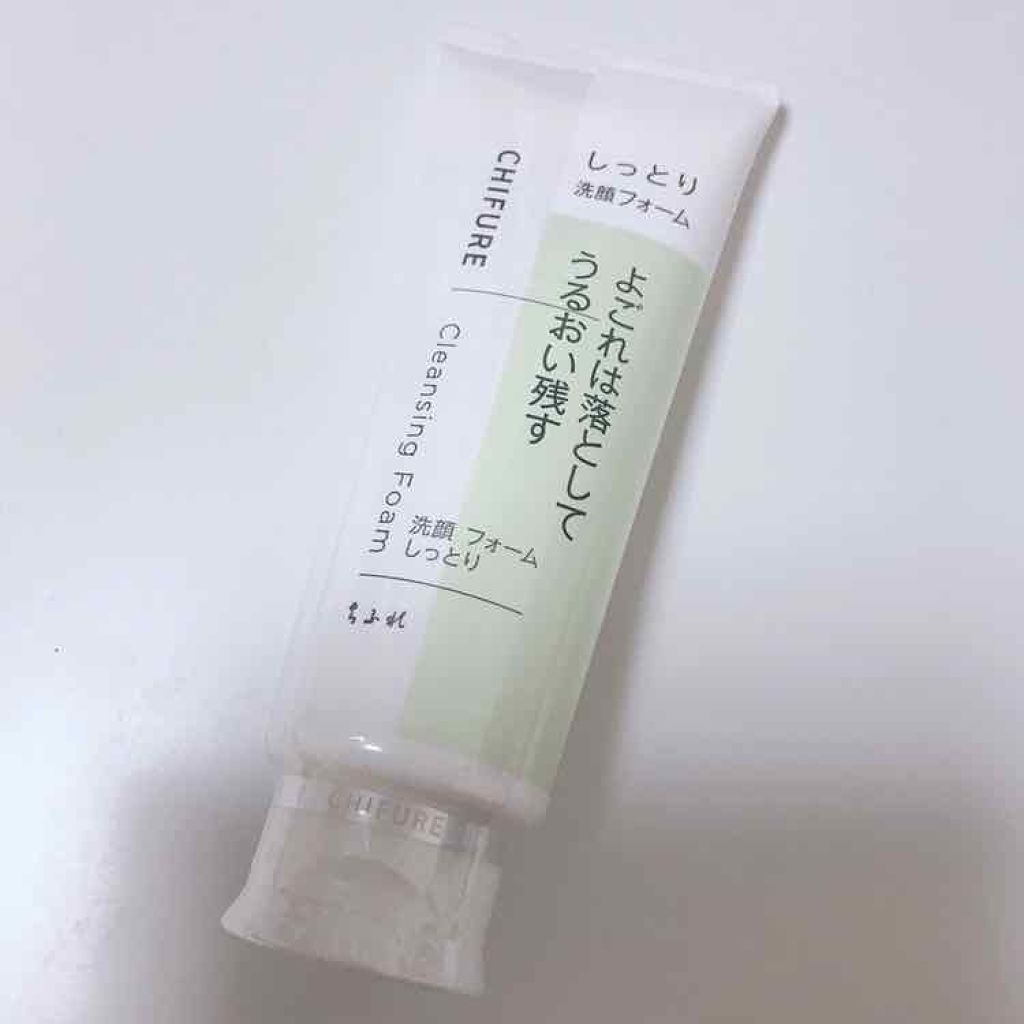 しっとり
洗顔フォーム
よごれは落として
うるおい残す
CHIFURE
Cleansing Foam
洗顔 フォーム
しっとり
ちふれ
CHIFURE